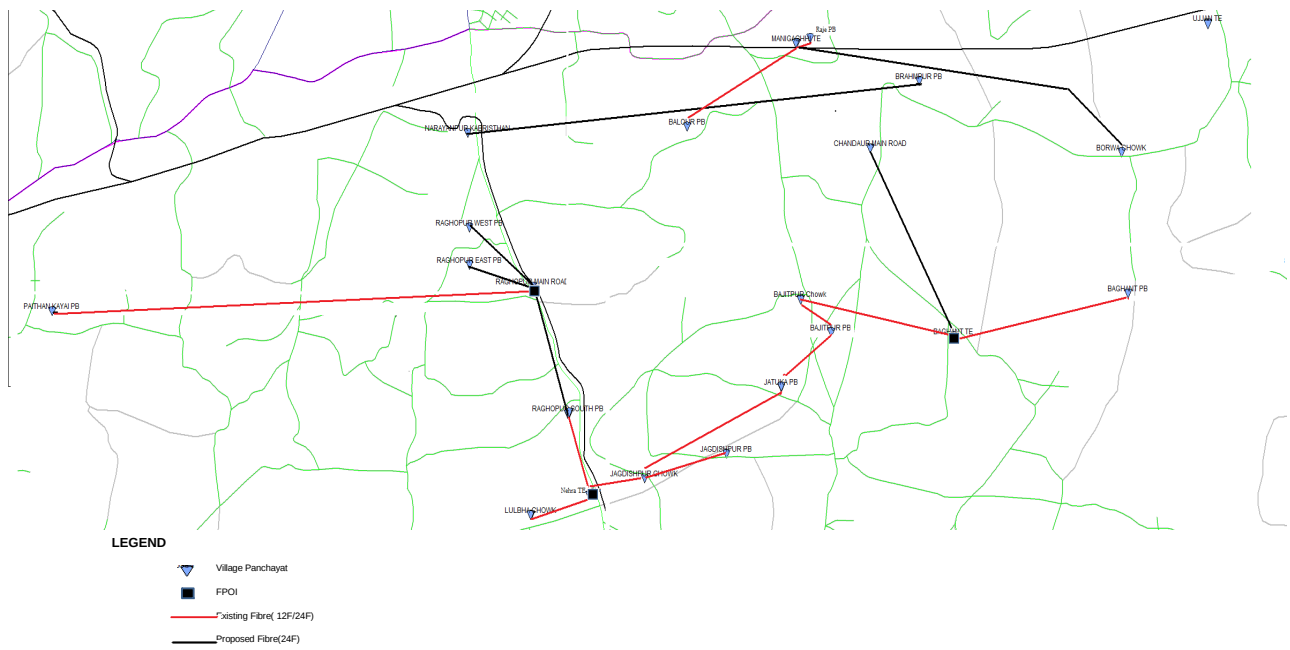 UJJAN TE
Raje PB
MANIGACHHI TE
BRAHMPUR PB
BALOUR PB
NARAYANPUR KABRISTHAN
CHANDAUR MAIN ROAD
BORWA CHOWK
RAGHOPUR WEST PB
RAGHOPUR EAST PB
RAGHOPUR MAIN ROAD
PAITHAN KAYAI PB
BAJITPUR Chowk
BAGHANT PB
BAJITPUR PB
BAGHANT TE
JATUKA PB
RAGHOPUR SOUTH PB
JAGDISHPUR PB
JAGDISHPUR CHOWK
Nehra TE
LULBHA CHOWK
LEGEND
Village Panchayat
FPOI
Existing Fibre( 12F/24F)
Proposed Fibre(24F)